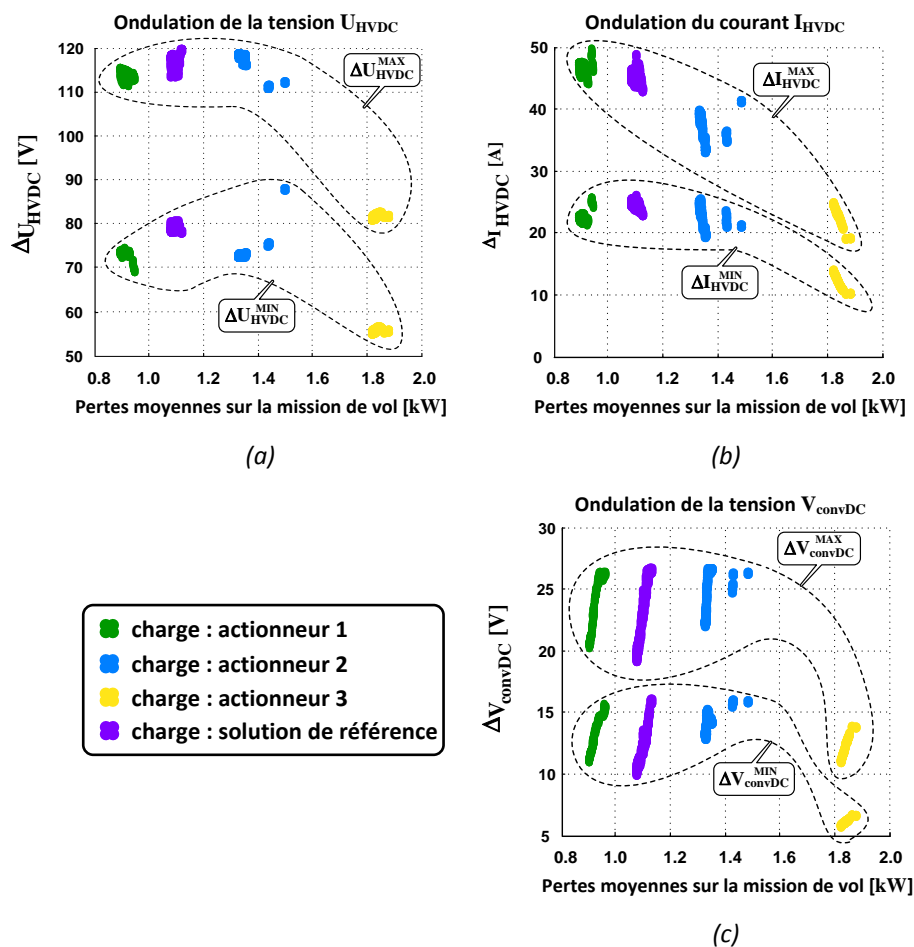 Ondulation de la tension U_HVDC
120
110
100
90
80
70
60
50
ΔU_HVDC [V]
ΔU_HVDC^MAX
ΔU_HVDC^MIN
0.8 1.0 1.2 1.4 1.6 1.8 2.0
Pertes moyennes sur la mission de vol [kW]
(a)
Ondulation du courant I_HVDC
50
40
30
20
10
0
ΔI_HVDC [A]
ΔI_HVDC^MAX
ΔI_HVDC^MIN
0.8 1.0 1.2 1.4 1.6 1.8 2.0
Pertes moyennes sur la mission de vol [kW]
(b)
charge : actionneur 1
charge : actionneur 2
charge : actionneur 3
charge : solution de référence
Ondulation de la tension V_convDC
30
25
20
15
10
5
ΔV_convDC [V]
ΔV_convDC^MAX
ΔV_convDC^MIN
0.8 1.0 1.2 1.4 1.6 1.8 2.0
Pertes moyennes sur la mission de vol [kW]
(c)